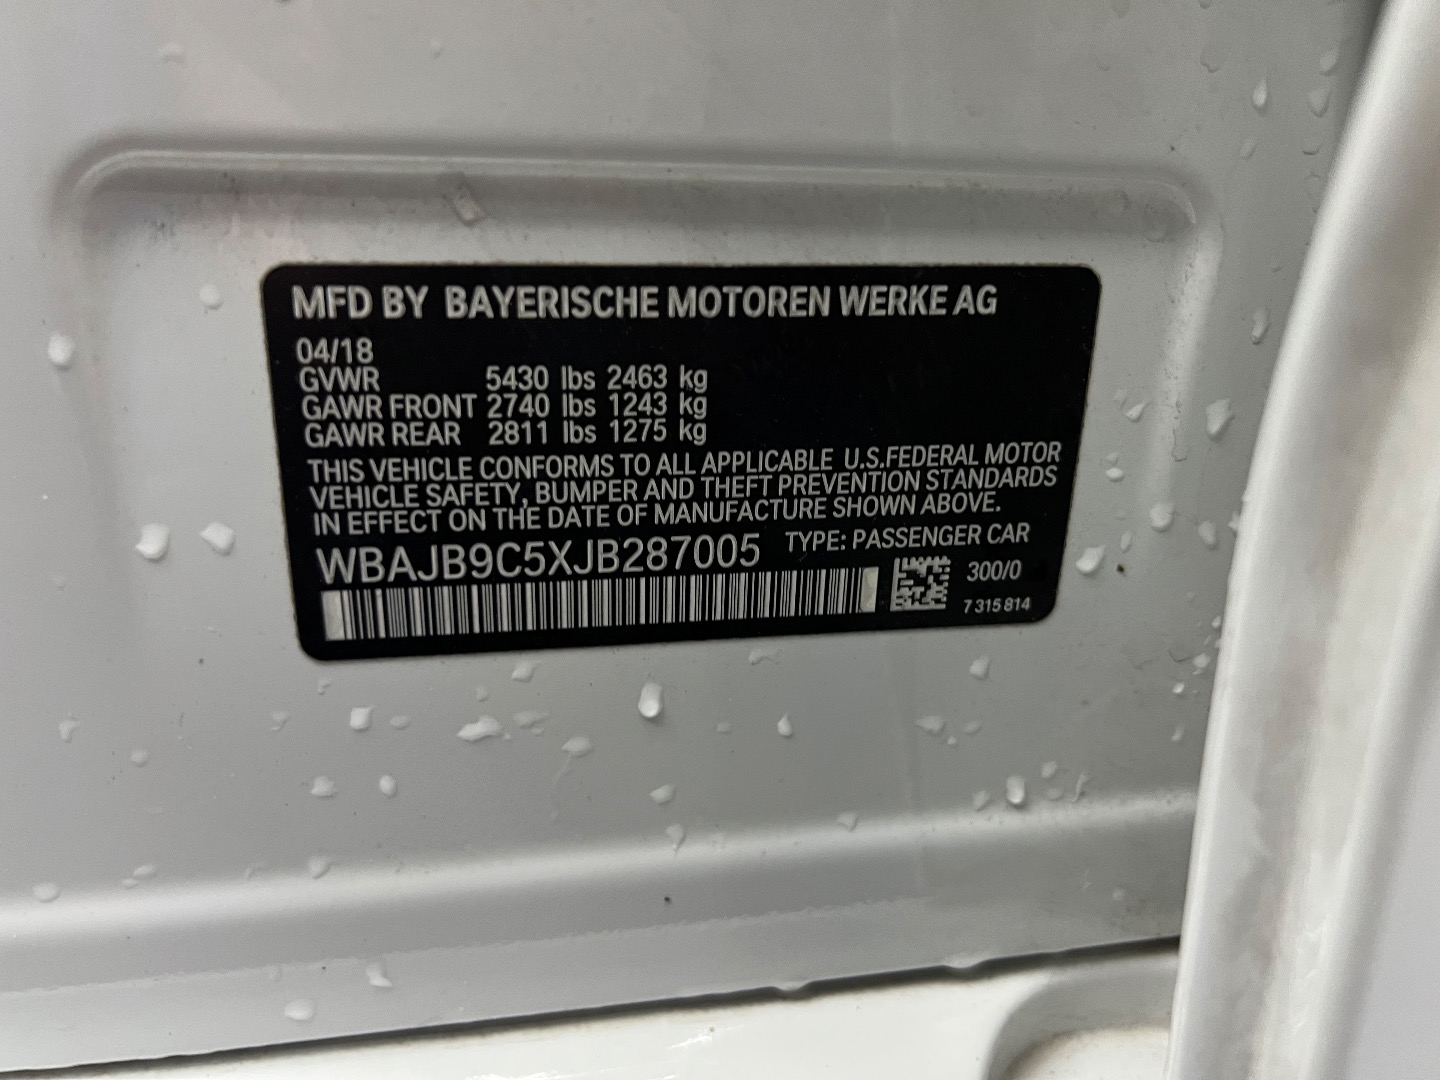 MFD BY BAYERISCHE MOTOREN WERKE AG
04/18
GVWR 5430 lbs 2463 kg
GAWR FRONT 2740 lbs 1243 kg
GAWR REAR 2811 lbs 1275 kg
THIS VEHICLE CONFORMS TO ALL APPLICABLE U.S.FEDERAL MOTOR
VEHICLE SAFETY, BUMPER AND THEFT PREVENTION STANDARDS
IN EFFECT ON THE DATE OF MANUFACTURE SHOWN ABOVE.
WBAJB9C5XJB287005 TYPE: PASSENGER CAR
300/0
7 315 814